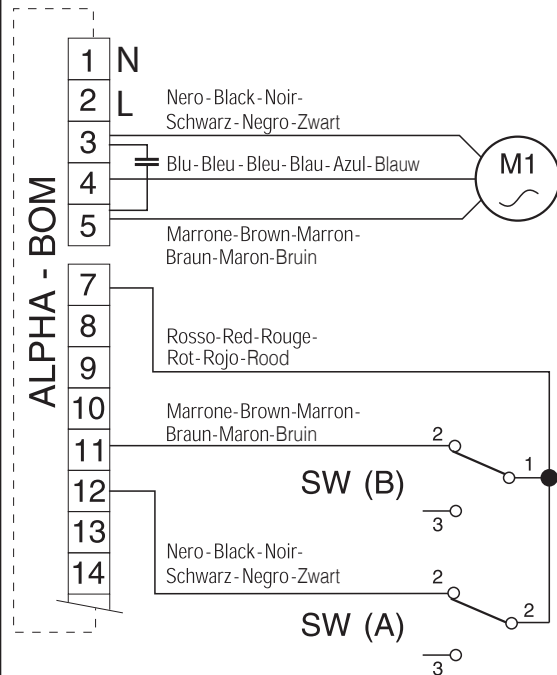 1 N
2 L
Nero-Black-Noir-
Schwarz-Negro-Zwart
3
Blu-Bleu-Bleu-Blau-Azul-Blauw
M1
4
5
Marrone-Brown-Marron-
Braun-Maron-Bruin
ALPHA - BOM
7
8
Rosso-Red-Rouge-
Rot-Rojo-Rood
9
10
Marrone-Brown-Marron-
Braun-Maron-Bruin
11
2
1
SW (B)
12
3
13
Nero-Black-Noir-
Schwarz-Negro-Zwart
14
2
2
SW (A)
3